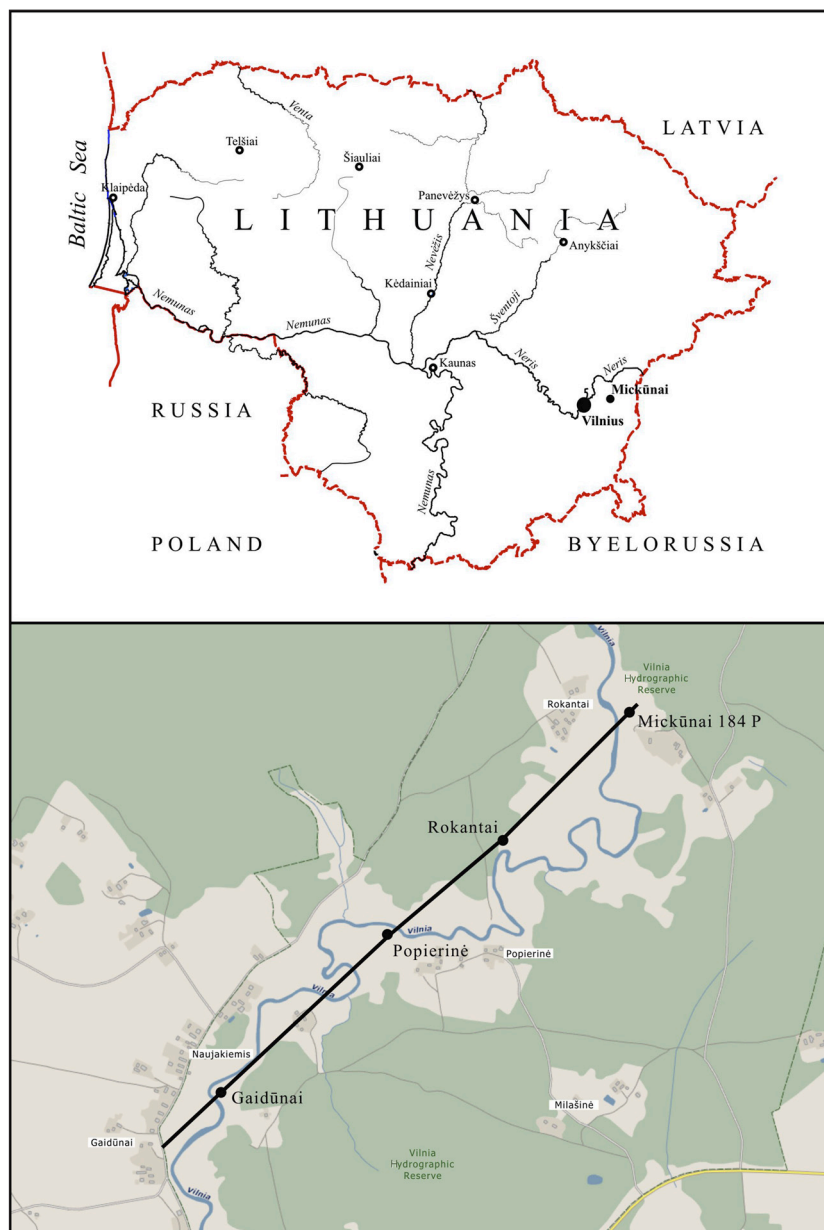 LATVIA
Venta
Telšiai
Šiauliai
Baltic Sea
Klaipėda
Panevėžys
LITHUANIA
Anykščiai
Nevėžis
Kėdainiai
Šventoji
Nemunas
Nemunas
Kaunas
Neris
Neris
Mickūnai
Vilnius
RUSSIA
Nemunas
POLAND
BYELORUSSIA
Vilnia
Vilnia
Hydrographic
Reserve
Rokantai
Mickūnai 184 P
Rokantai
Vilnia
Popierinė
Popierinė
Vilnia
Naujakiemis
Gaidūnai
Milašinė
Gaidūnai
Vilnia
Hydrographic
Reserve
Vilnia